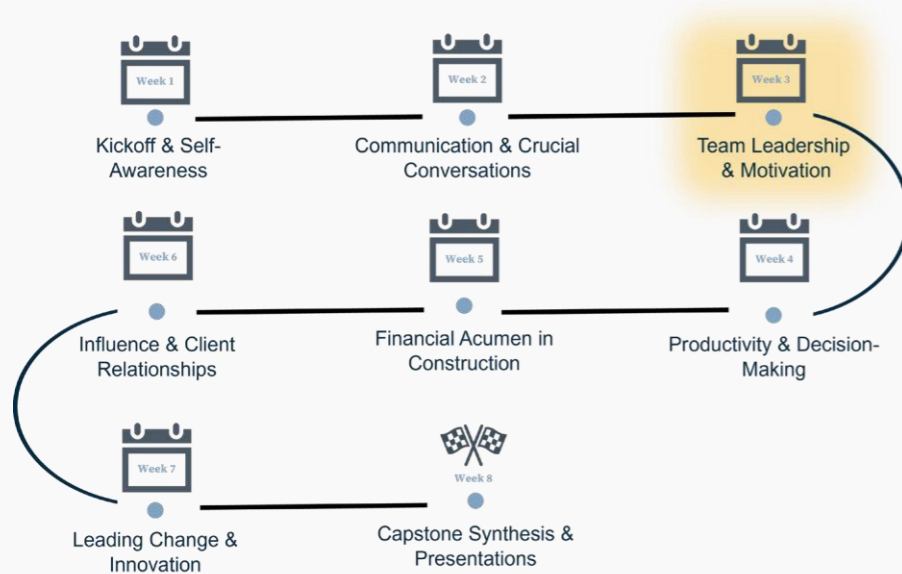 Week 1
Kickoff & Self-
Awareness
Week 2
Communication & Crucial
Conversations
Week 3
Team Leadership
& Motivation
Week 4
Productivity & Decision-
Making
Week 5
Financial Acumen in
Construction
Week 6
Influence & Client
Relationships
Week 7
Leading Change &
Innovation
Week 8
Capstone Synthesis &
Presentations